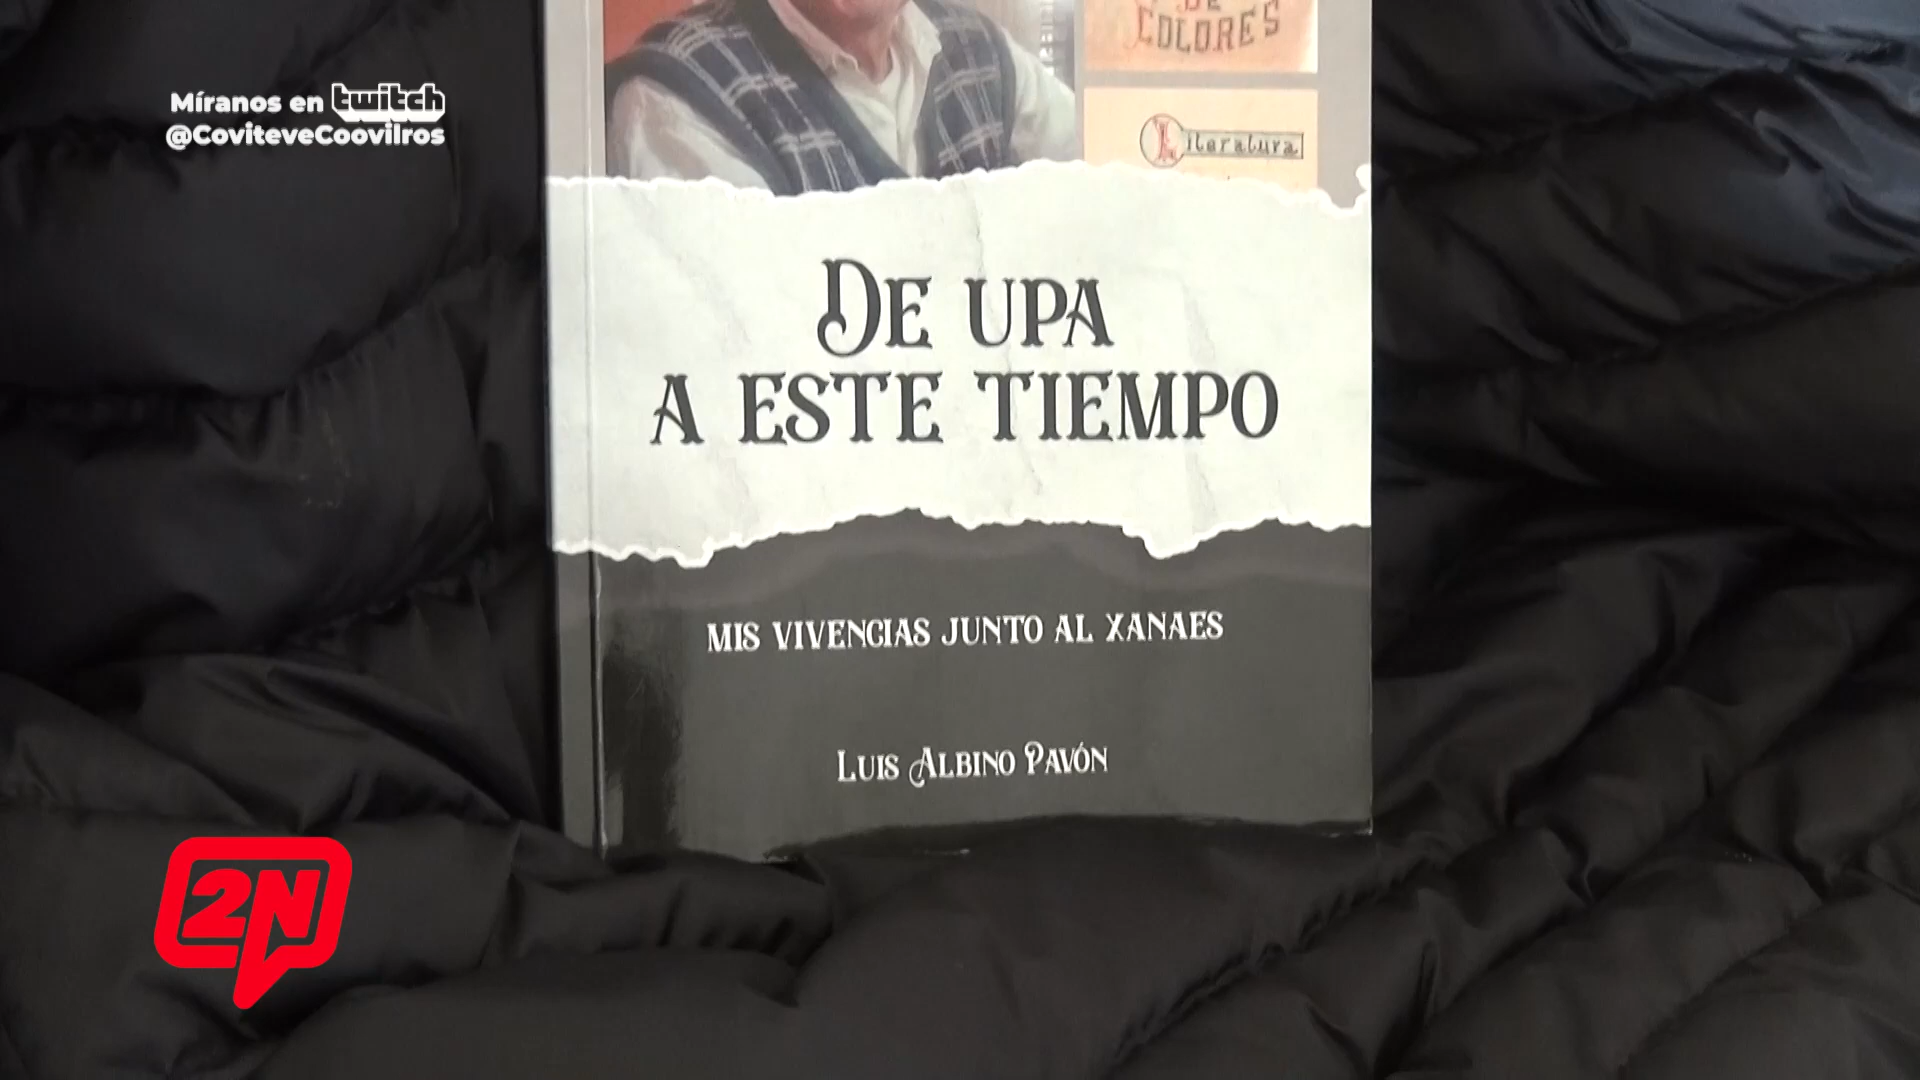 Míranos en twitch
@CoviteveCoovilros
DE
COLORES
Literatura
De upa
a este tiempo
mis vivencias junto al Xanaes
Luis Albino Pavón
2N